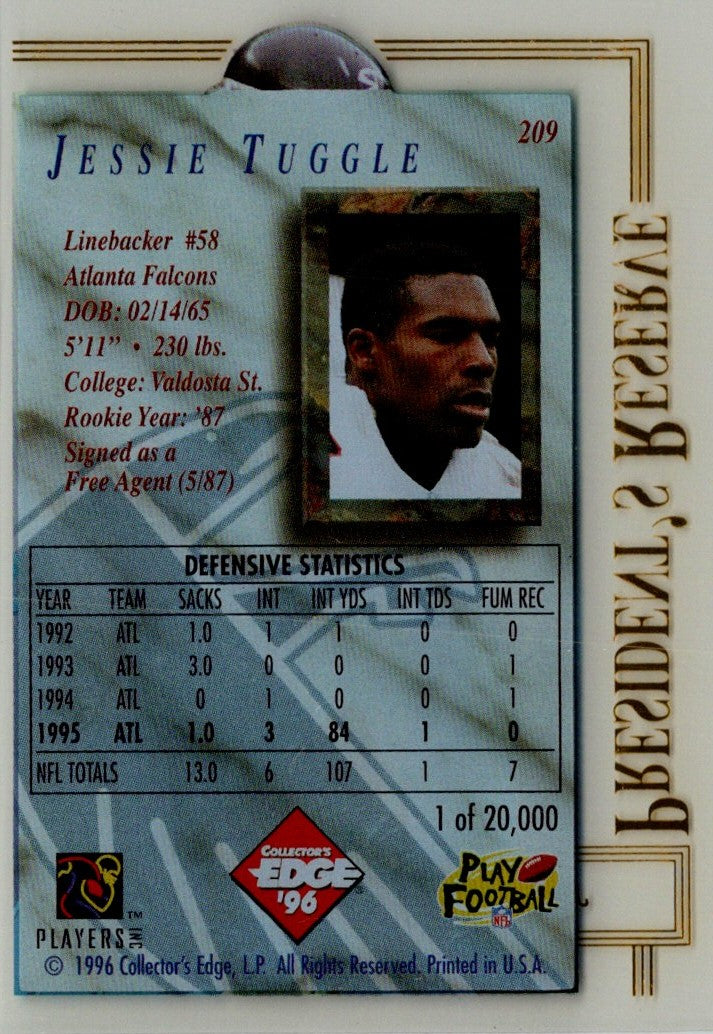 209
JESSIE TUGGLE
Linebacker #58
Atlanta Falcons
DOB: 02/14/65
5'11" • 230 lbs.
College: Valdosta St.
Rookie Year: '87
Signed as a
Free Agent (5/87)
DEFENSIVE STATISTICS
YEAR TEAM SACKS INT INT YDS INT TDS FUM REC
1992 ATL 1.0 1 1 0 0
1993 ATL 3.0 0 0 0 1
1994 ATL 0 1 0 0 1
1995 ATL 1.0 3 84 1 0
NFL TOTALS 13.0 6 107 1 7
1 of 20,000
COLLECTOR'S
EDGE
'96
PLAY
FOOTBALL
NFL
PLAYERS INC ™
© 1996 Collector's Edge, L.P. All Rights Reserved. Printed in U.S.A.
PRESIDENT'S RESERVE